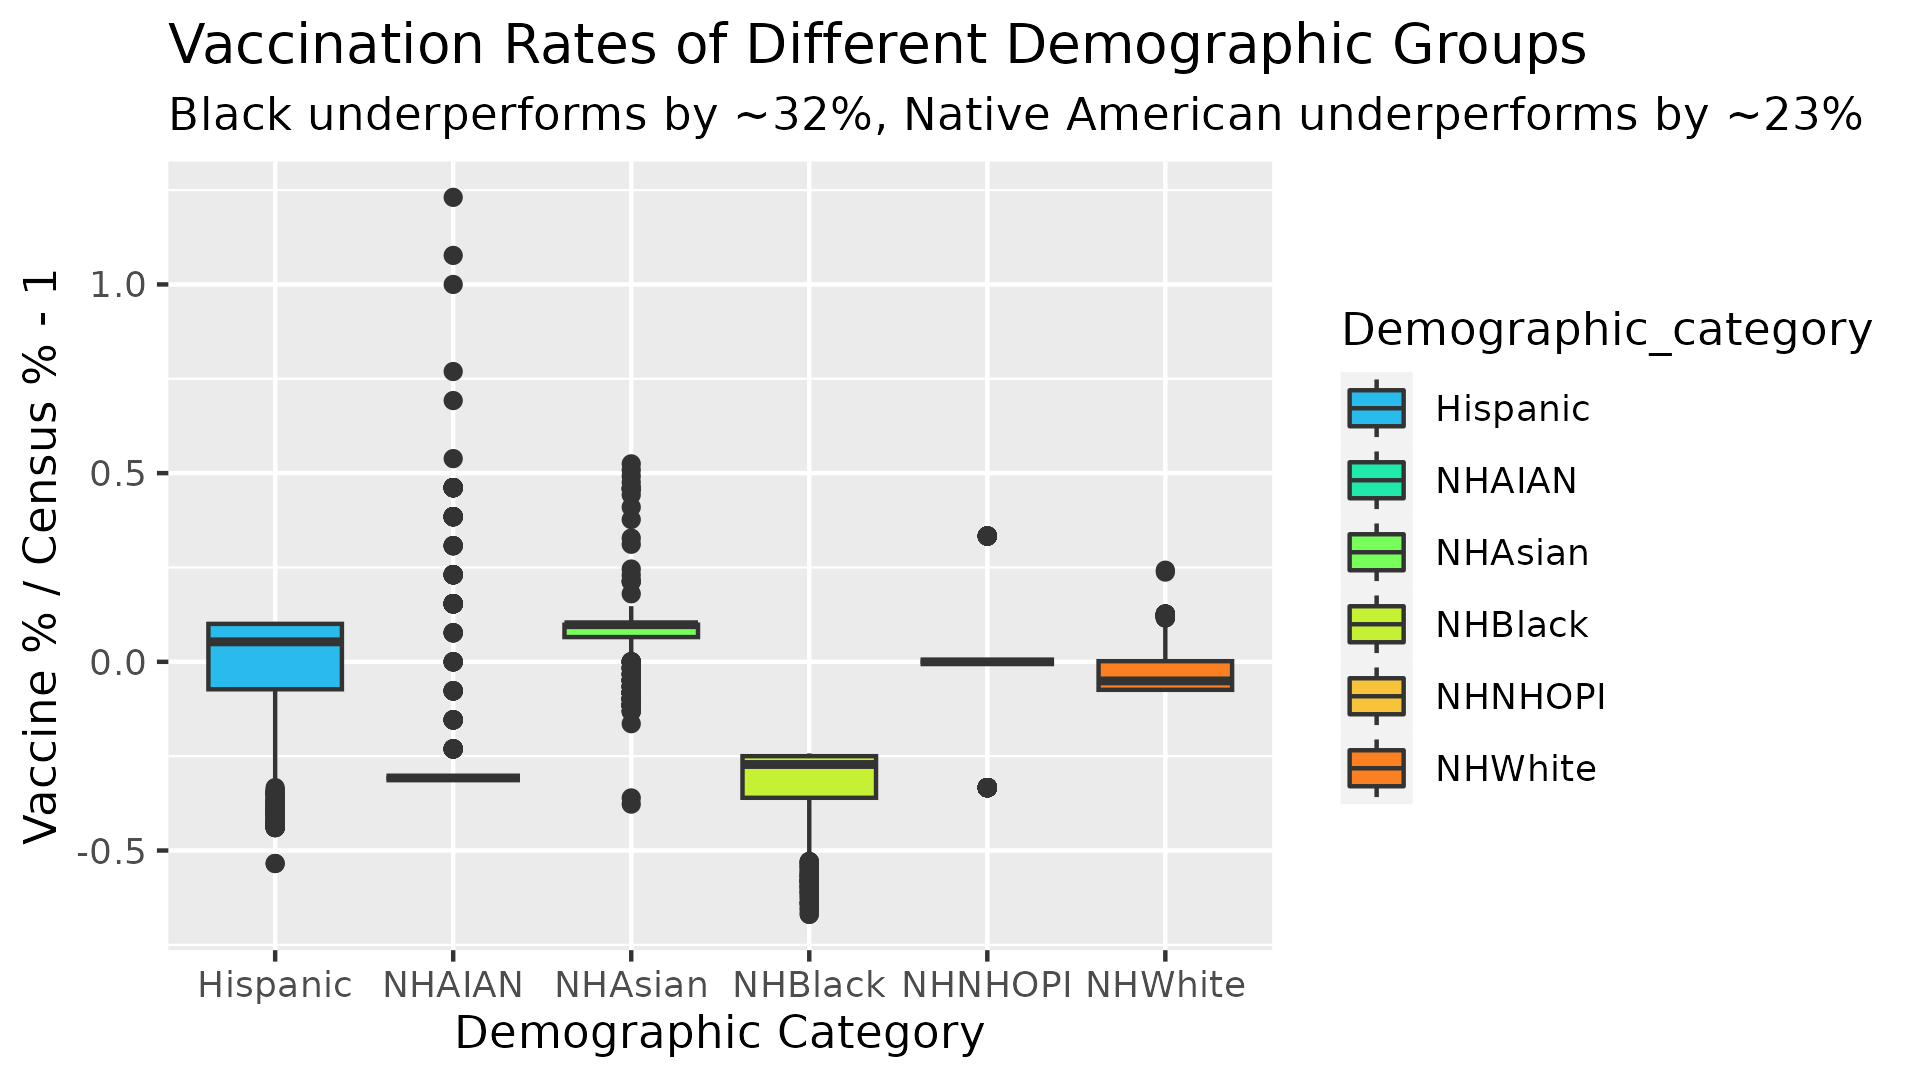 Vaccination Rates of Different Demographic Groups
Black underperforms by ~32%, Native American underperforms by ~23%
Vaccine % / Census % - 1
1.0
0.5
0.0
-0.5
Hispanic NHAIAN NHAsian NHBlack NHNHOPI NHWhite
Demographic Category
Demographic_category
Hispanic
NHAIAN
NHAsian
NHBlack
NHNHOPI
NHWhite